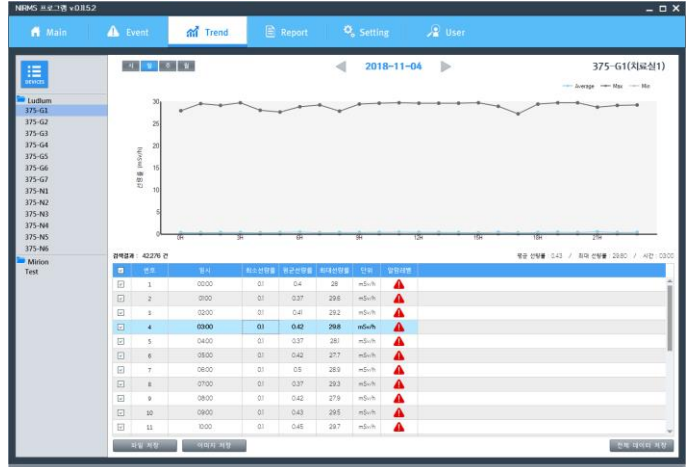 NIRMS 프로그램 v0.11.5.2
Main
Event
Trend
Report
Setting
User
DEVICES
시 일 주 월
2018-11-04
375-G1(치료실1)
Ludlum
375-G1
375-G2
375-G3
375-G4
375-G5
375-G6
375-G7
375-N1
375-N2
375-N3
375-N4
375-N5
375-N6
Mirion
Test
Average Max Min
선량률 (mSv/h)
30
25
20
15
10
5
0
0H 3H 6H 9H 12H 15H 18H 21H
검색결과 : 42276 건
평균 선량률 : 0.43 / 최대 선량률 : 29.80 / 시간 : 03:00
번호 일시 최소선량률 평균선량률 최대선량률 단위 알람레벨
1 00:00 0.1 0.4 28 mSv/h
2 01:00 0.1 0.37 29.6 mSv/h
3 02:00 0.1 0.41 29.2 mSv/h
4 03:00 0.1 0.42 29.8 mSv/h
5 04:00 0.1 0.37 28.1 mSv/h
6 05:00 0.1 0.42 27.7 mSv/h
7 06:00 0.1 0.5 28.9 mSv/h
8 07:00 0.1 0.37 29.3 mSv/h
9 08:00 0.1 0.42 27.9 mSv/h
10 09:00 0.1 0.43 29.5 mSv/h
11 10:00 0.1 0.45 29.7 mSv/h
파일 저장
이미지 저장
전체 데이터 저장